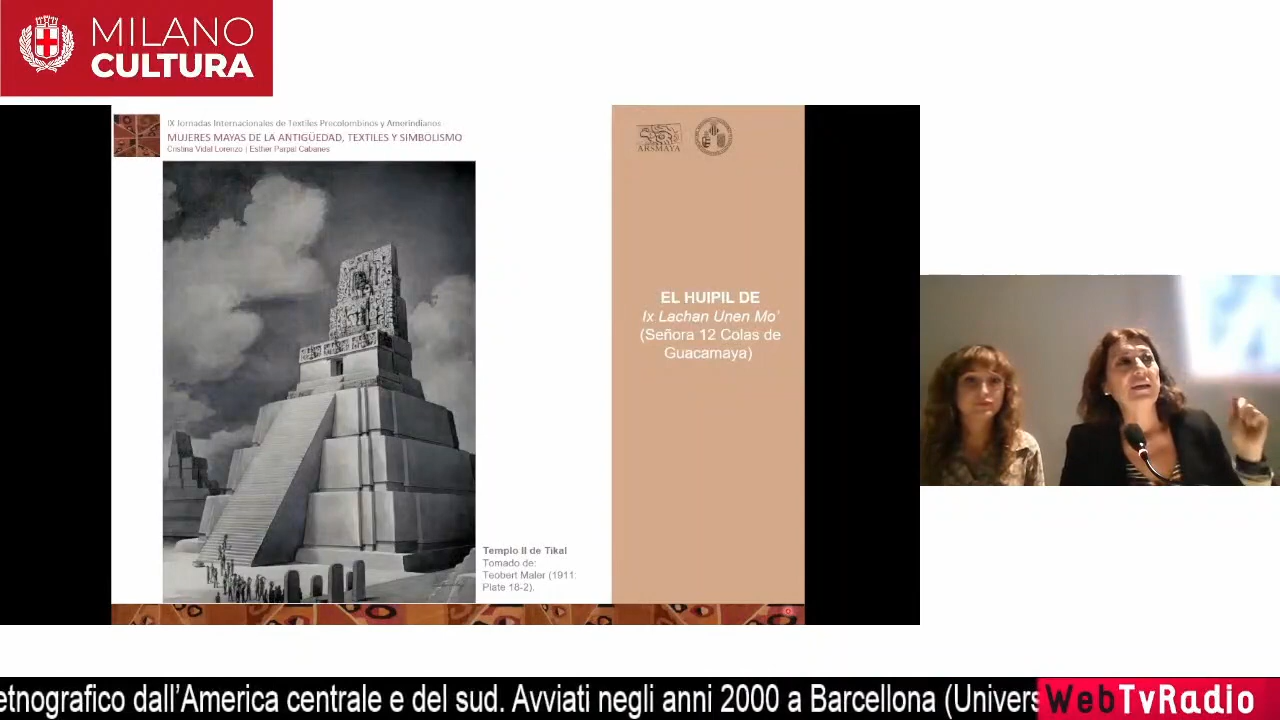 MILANO
CULTURA
IX Jornadas Internacionales de Textiles Precolombinos y Amerindianos
MUJERES MAYAS DE LA ANTIGÜEDAD, TEXTILES Y SIMBOLISMO
Cristina Vidal Lorenzo | Esther Parpal Cabanes
ARSMAYA
EL HUIPIL DE
Ix Lachan Unen Mo'
(Señora 12 Colas de
Guacamaya)
Templo II de Tikal
Tomado de:
Teobert Maler (1911:
Plate 18-2).
etnografico dall'America centrale e del sud. Avviati negli anni 2000 a Barcellona (Univers
WebTvRadio